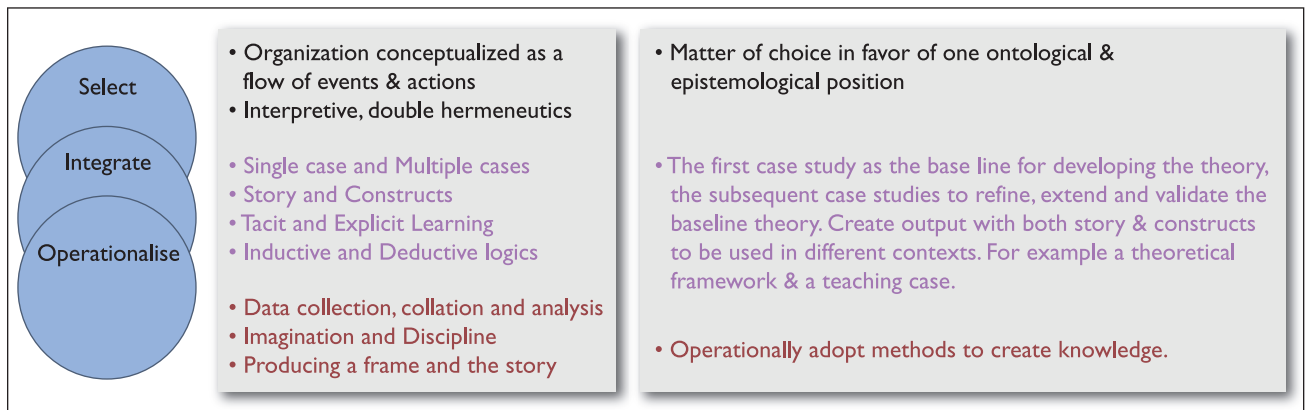 Select
Integrate
Operationalise
• Organization conceptualized as a
flow of events & actions
• Interpretive, double hermeneutics
• Single case and Multiple cases
• Story and Constructs
• Tacit and Explicit Learning
• Inductive and Deductive logics
• Data collection, collation and analysis
• Imagination and Discipline
• Producing a frame and the story
• Matter of choice in favor of one ontological &
epistemological position
• The first case study as the base line for developing the theory,
the subsequent case studies to refine, extend and validate the
baseline theory. Create output with both story & constructs
to be used in different contexts. For example a theoretical
framework & a teaching case.
• Operationally adopt methods to create knowledge.